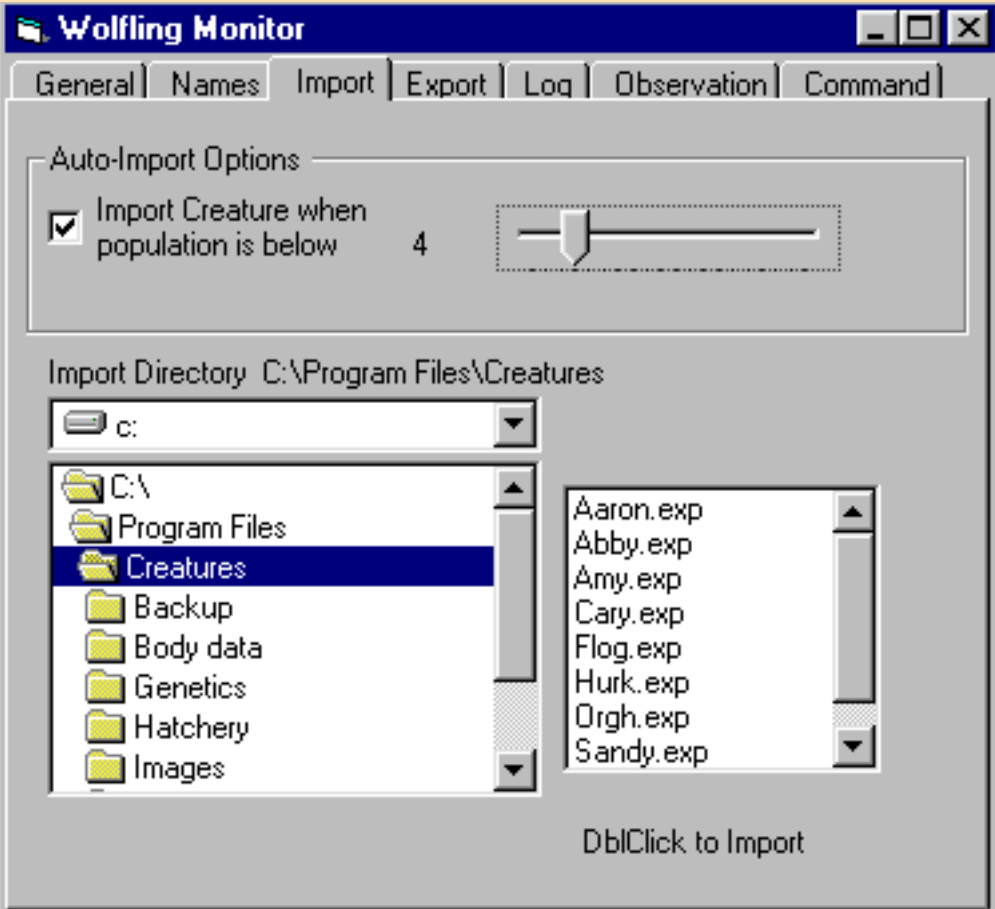 Wolfling Monitor
General Names Import Export Log Observation Command
Auto-Import Options
Import Creature when
population is below 4
Import Directory C:\Program Files\Creatures
c:
C:\
Program Files
Creatures
Backup
Body data
Genetics
Hatchery
Images
Aaron.exp
Abby.exp
Amy.exp
Cary.exp
Flog.exp
Hurk.exp
Orgh.exp
Sandy.exp
DblClick to Import